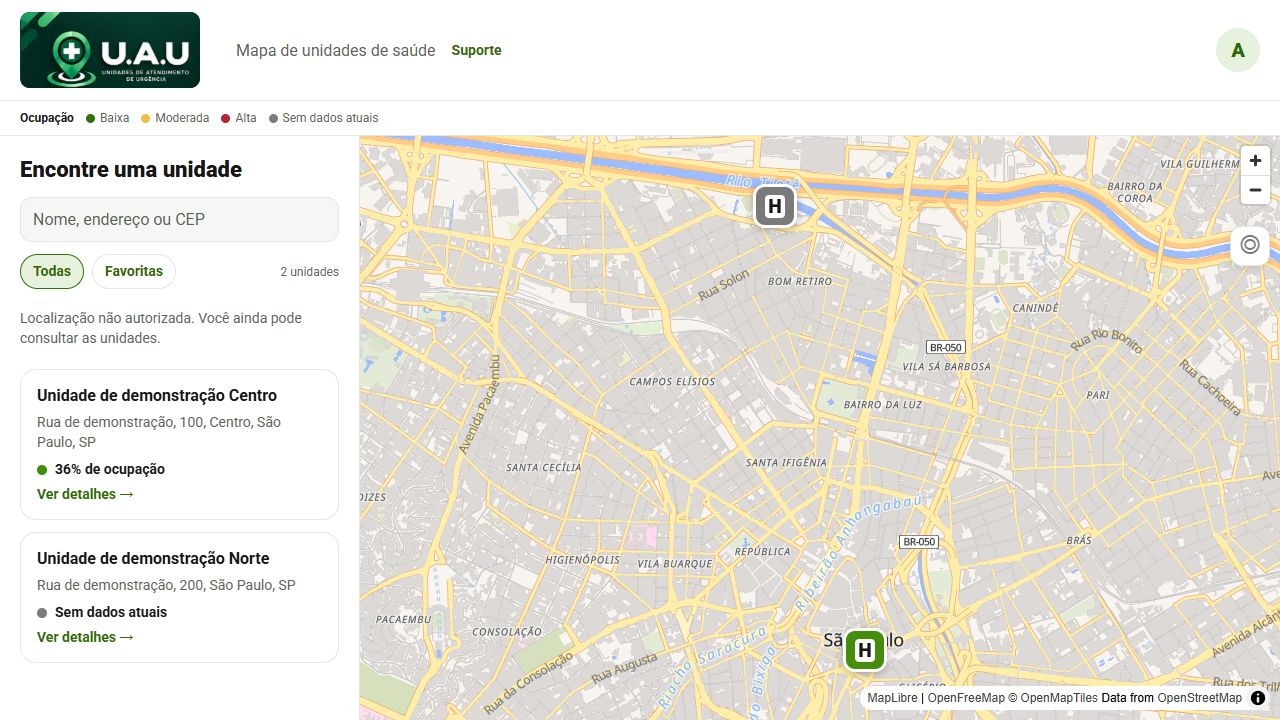 U.A.U
UNIDADES DE ATENDIMENTO
DE URGÊNCIA
Mapa de unidades de saúde
Suporte
A
Ocupação
Baixa
Moderada
Alta
Sem dados atuais
Encontre uma unidade
Nome, endereço ou CEP
Todas
Favoritas
2 unidades
Localização não autorizada. Você ainda pode
consultar as unidades.
Unidade de demonstração Centro
Rua de demonstração, 100, Centro, São
Paulo, SP
36% de ocupação
Ver detalhes →
Unidade de demonstração Norte
Rua de demonstração, 200, São Paulo, SP
Sem dados atuais
Ver detalhes →
Rio Tietê
H
VILA GUILHERM
BAIRRO DA
COROA
+
−
Rua Solon
BOM RETIRO
CANINDÉ
BR-050
Rua Rio Bonito
VILA SÁ BARBOSA
Rua Cachoeira
Avenida Pacaembu
CAMPOS ELÍSIOS
BAIRRO DA LUZ
PARI
SANTA CECÍLIA
SANTA IFIGÊNIA
DIZES
Ribeirão Anhangabaú
BR-050
BRÁS
REPÚBLICA
HIGIENÓPOLIS
VILA BUARQUE
PACAEMBU
CONSOLAÇÃO
H
Rua da Consolação
Rua Augusta
Riacho Saracura
do Bixiga
MapLibre | OpenFreeMap © OpenMapTiles Data from OpenStreetMap